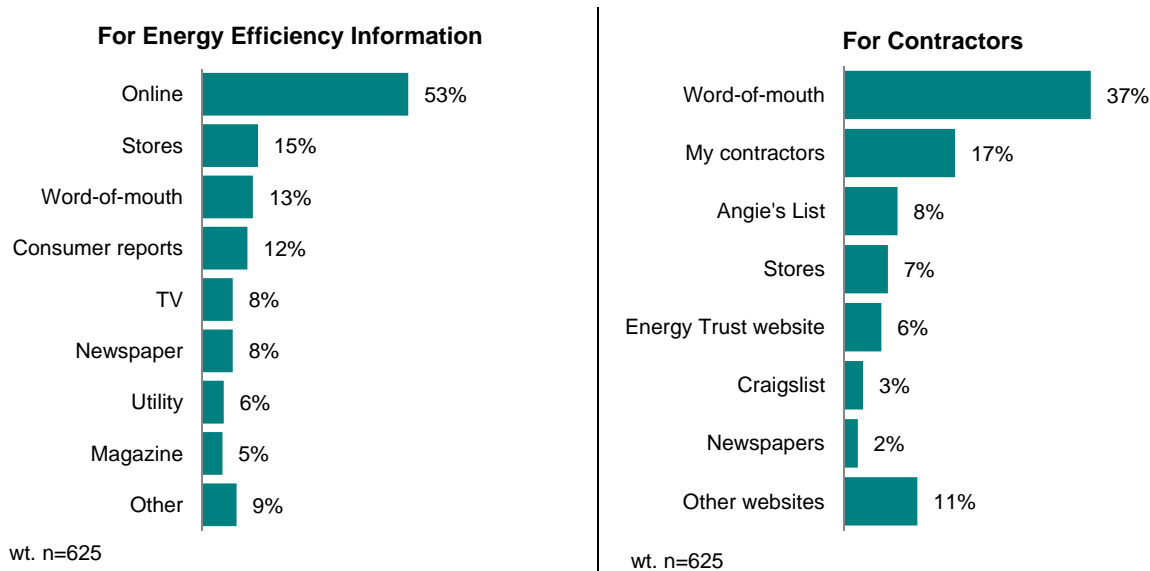 For Energy Efficiency Information
Online 53%
Stores 15%
Word-of-mouth 13%
Consumer reports 12%
TV 8%
Newspaper 8%
Utility 6%
Magazine 5%
Other 9%
wt. n=625
For Contractors
Word-of-mouth 37%
My contractors 17%
Angie's List 8%
Stores 7%
Energy Trust website 6%
Craigslist 3%
Newspapers 2%
Other websites 11%
wt. n=625